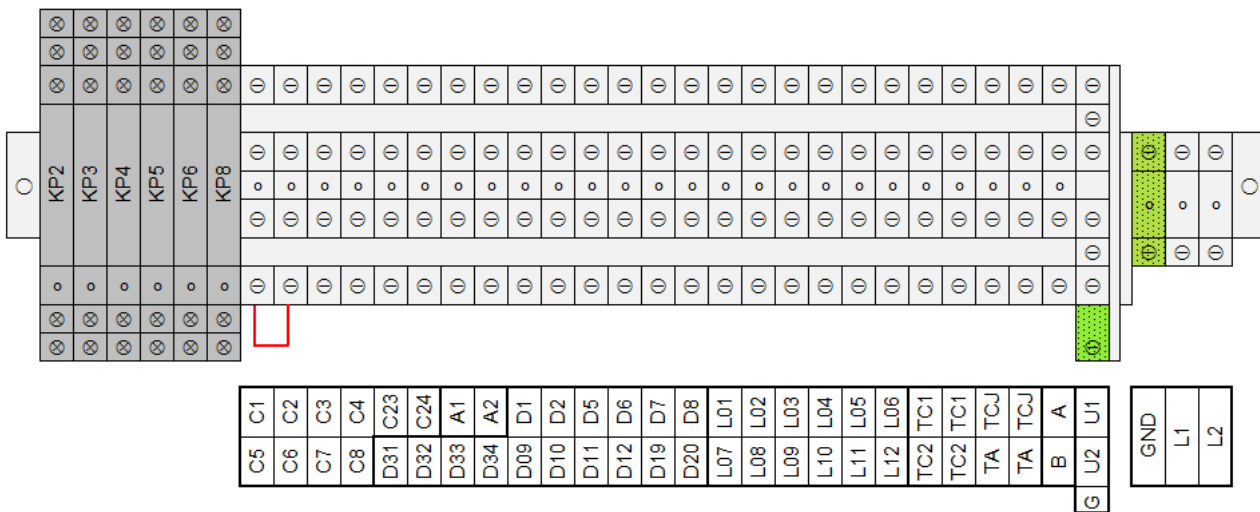 KP2 KP3 KP4 KP5 KP6 KP8
C1 C2 C3 C4 C23 C24 A1 A2 D1 D2 D5 D6 D7 D8 L01 L02 L03 L04 L05 L06 TC1 TC1 TCJ TCJ A U1
C5 C6 C7 C8 D31 D32 D33 D34 D09 D10 D11 D12 D19 D20 L07 L08 L09 L10 L11 L12 TC2 TC2 TA TA B U2
G
GND L1 L2